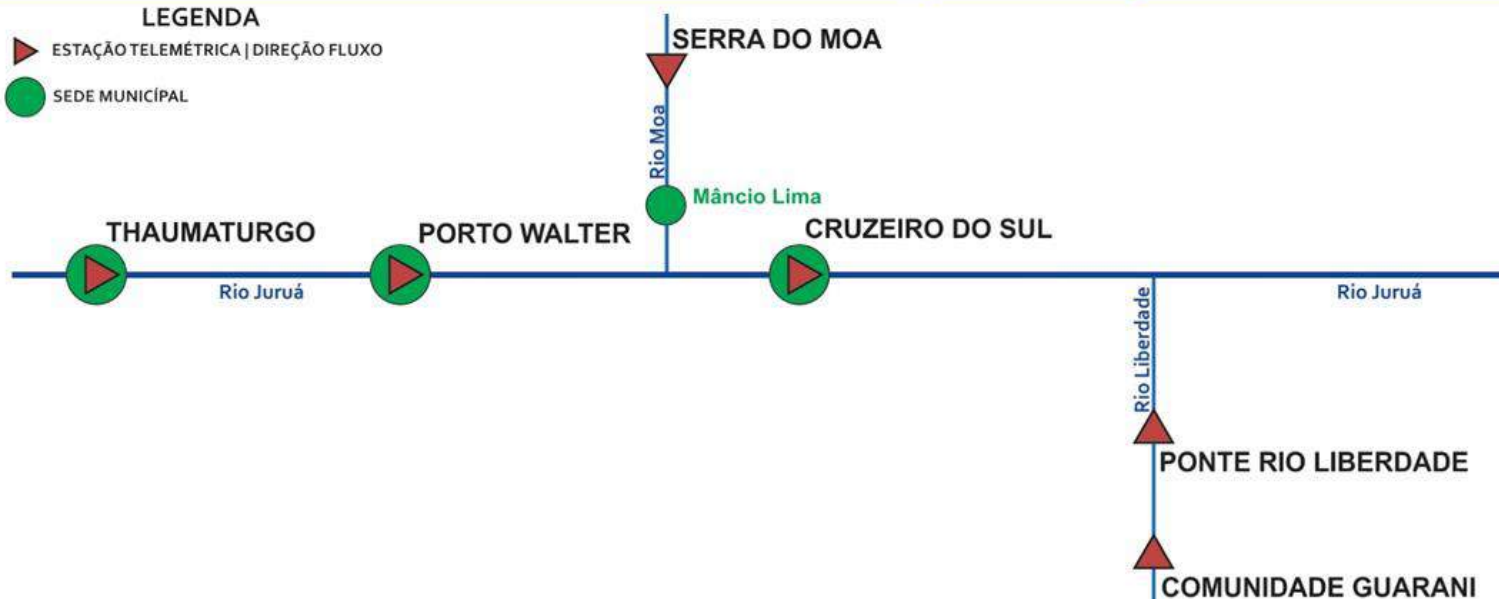 LEGENDA
ESTAÇÃO TELEMÉTRICA | DIREÇÃO FLUXO
SEDE MUNICÍPAL
SERRA DO MOA
Rio Moa
Mâncio Lima
THAUMATURGO
PORTO WALTER
CRUZEIRO DO SUL
Rio Juruá
Rio Juruá
Rio Liberdade
PONTE RIO LIBERDADE
COMUNIDADE GUARANI